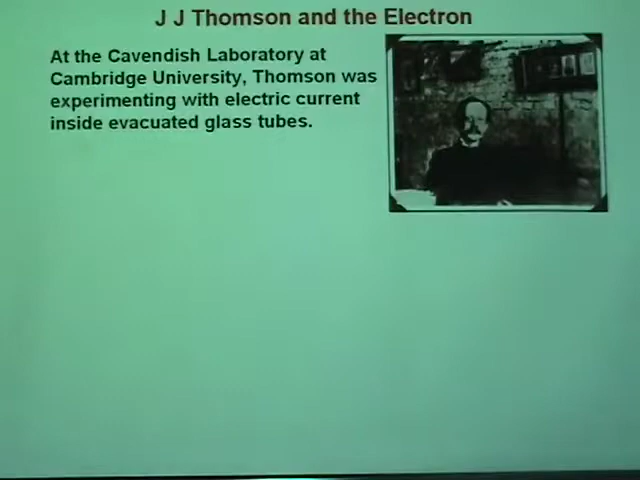 J J Thomson and the Electron
At the Cavendish Laboratory at
Cambridge University, Thomson was
experimenting with electric current
inside evacuated glass tubes.